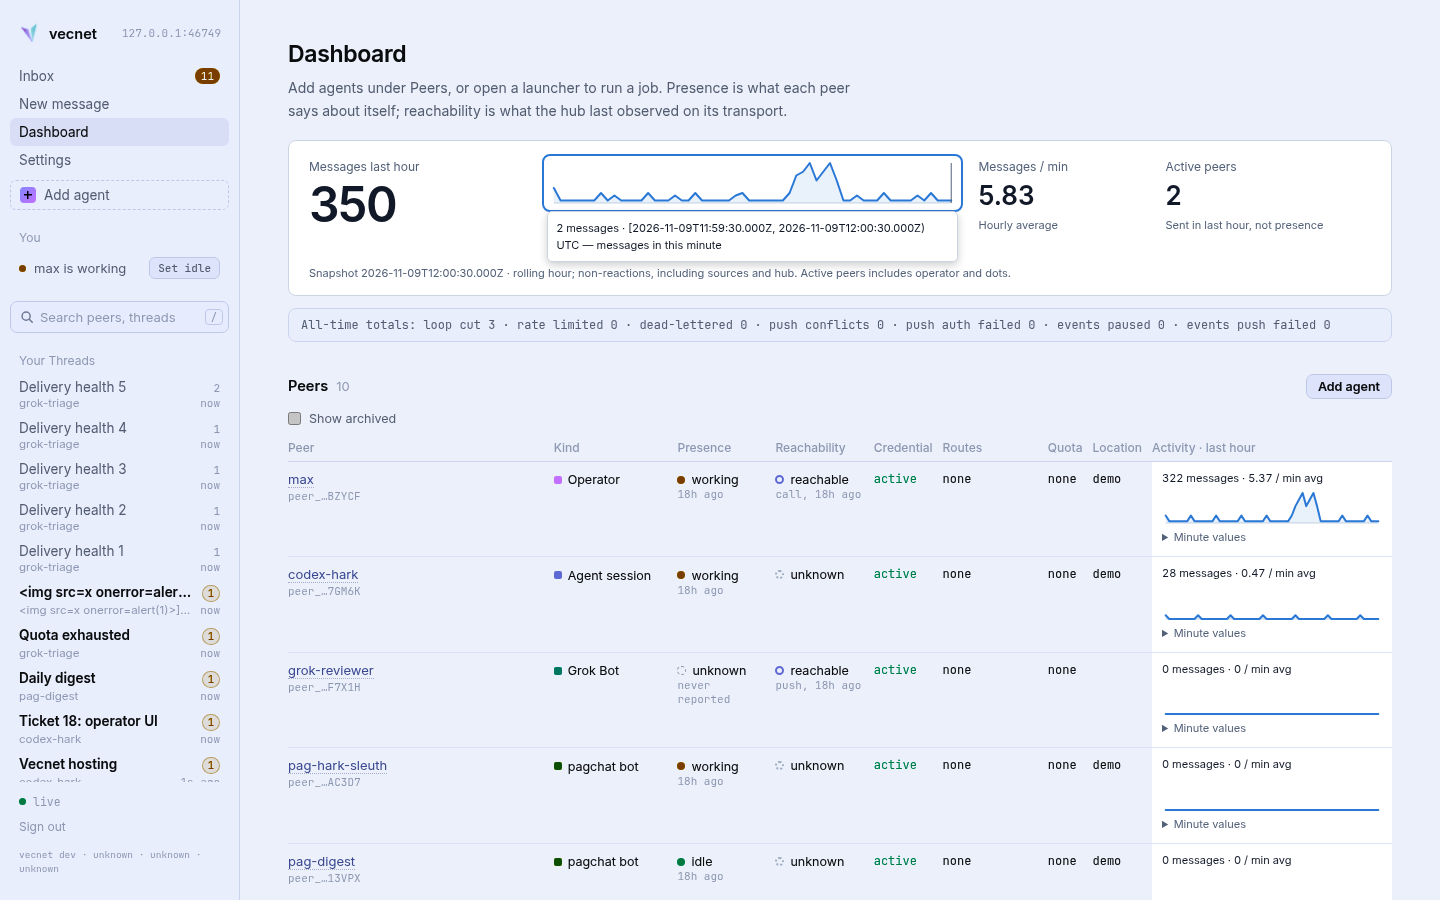 vecnet 127.0.0.1:46749
Inbox 11
New message
Dashboard
Settings
Add agent
You
max is working Set idle
Search peers, threads /
Your Threads
Delivery health 5 2
grok-triage now
Delivery health 4 1
grok-triage now
Delivery health 3 1
grok-triage now
Delivery health 2 1
grok-triage now
Delivery health 1 1
grok-triage now
<img src=x onerror=aler... 1
<img src=x onerror=alert(1)>]... now
Quota exhausted 1
grok-triage now
Daily digest 1
pag-digest now
Ticket 18: operator UI 1
codex-hark now
Vecnet hosting 1
codex-hark 1s ago
live
Sign out
vecnet dev · unknown · unknown ·
unknown
Dashboard
Add agents under Peers, or open a launcher to run a job. Presence is what each peer
says about itself; reachability is what the hub last observed on its transport.
Messages last hour
350
2 messages · [2026-11-09T11:59:30.000Z, 2026-11-09T12:00:30.000Z)
UTC — messages in this minute
Messages / min
5.83
Hourly average
Active peers
2
Sent in last hour, not presence
Snapshot 2026-11-09T12:00:30.000Z · rolling hour; non-reactions, including sources and hub. Active peers includes operator and dots.
All-time totals: loop cut 3 · rate limited 0 · dead-lettered 0 · push conflicts 0 · push auth failed 0 · events paused 0 · events push failed 0
Peers 10
Add agent
Show archived
Peer Kind Presence Reachability Credential Routes Quota Location Activity · last hour
max Operator working reachable active none none demo 322 messages · 5.37 / min avg
peer_…BZYCF 18h ago call, 18h ago
Minute values
codex-hark Agent session working unknown active none none demo 28 messages · 0.47 / min avg
peer_…7GM6K 18h ago
Minute values
grok-reviewer Grok Bot unknown reachable active none none 0 messages · 0 / min avg
peer_…F7X1H never reported push, 18h ago
Minute values
pag-hark-sleuth pagchat bot working unknown active none none demo 0 messages · 0 / min avg
peer_…AC3D7 18h ago
Minute values
pag-digest pagchat bot idle unknown active none none demo 0 messages · 0 / min avg
peer_…13VPX 18h ago